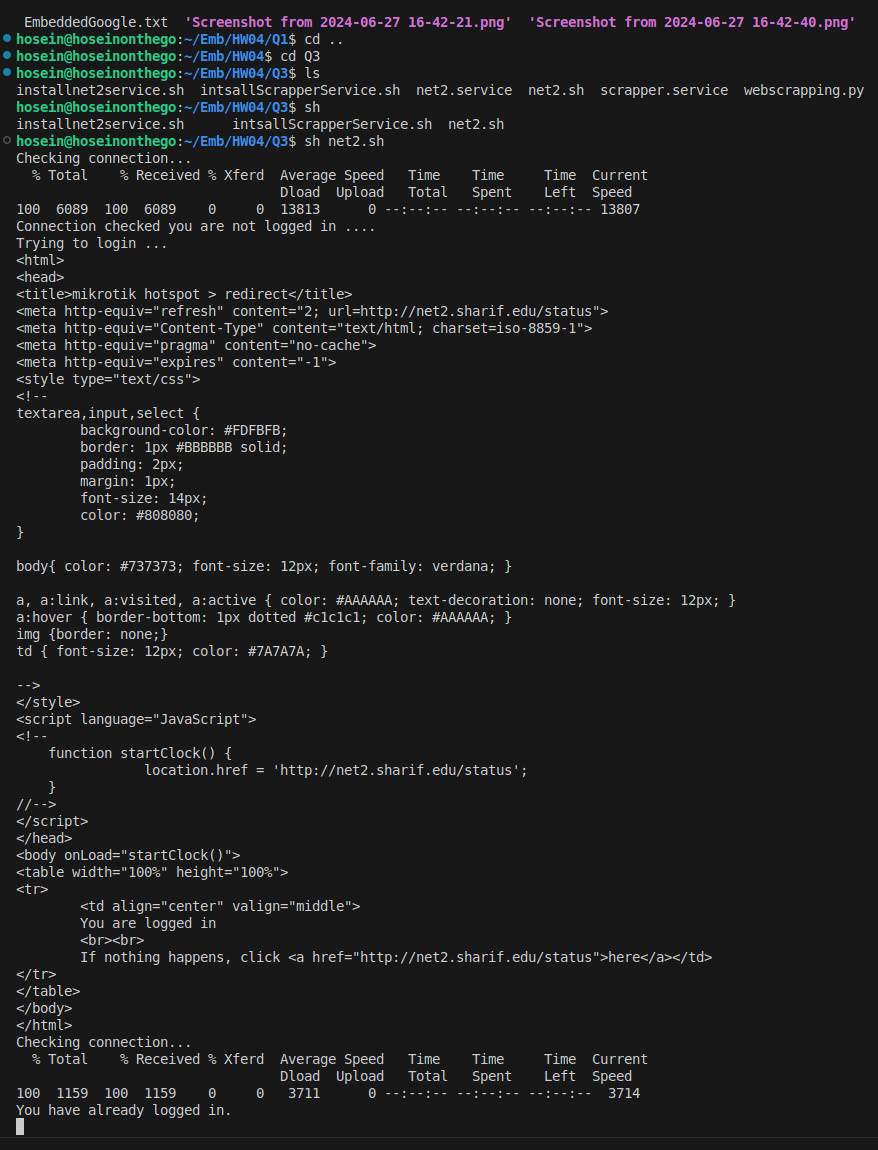 EmbeddedGoogle.txt  'Screenshot from 2024-06-27 16-42-21.png'  'Screenshot from 2024-06-27 16-42-40.png'
hosein@hoseinonthego:~/Emb/HW04/Q1$ cd ..
hosein@hoseinonthego:~/Emb/HW04$ cd Q3
hosein@hoseinonthego:~/Emb/HW04/Q3$ ls
installnet2service.sh  intsallScrapperService.sh  net2.service  net2.sh  scrapper.service  webscrapping.py
hosein@hoseinonthego:~/Emb/HW04/Q3$ sh
installnet2service.sh      intsallScrapperService.sh  net2.sh
hosein@hoseinonthego:~/Emb/HW04/Q3$ sh net2.sh
Checking connection...
  % Total    % Received % Xferd  Average Speed   Time    Time     Time  Current
                                 Dload  Upload   Total   Spent    Left  Speed
100  6089  100  6089    0     0  13813      0 --:--:-- --:--:-- --:--:-- 13807
Connection checked you are not logged in ....
Trying to login ...
<html>
<head>
<title>mikrotik hotspot > redirect</title>
<meta http-equiv="refresh" content="2; url=http://net2.sharif.edu/status">
<meta http-equiv="Content-Type" content="text/html; charset=iso-8859-1">
<meta http-equiv="pragma" content="no-cache">
<meta http-equiv="expires" content="-1">
<style type="text/css">
<!--
textarea,input,select {
        background-color: #FDFBFB;
        border: 1px #BBBBBB solid;
        padding: 2px;
        margin: 1px;
        font-size: 14px;
        color: #808080;
}

body{ color: #737373; font-size: 12px; font-family: verdana; }

a, a:link, a:visited, a:active { color: #AAAAAA; text-decoration: none; font-size: 12px; }
a:hover { border-bottom: 1px dotted #c1c1c1; color: #AAAAAA; }
img {border: none;}
td { font-size: 12px; color: #7A7A7A; }

-->
</style>
<script language="JavaScript">
<!--
    function startClock() {
                location.href = 'http://net2.sharif.edu/status';
    }
//-->
</script>
</head>
<body onLoad="startClock()">
<table width="100%" height="100%">
<tr>
        <td align="center" valign="middle">
        You are logged in
        <br><br>
        If nothing happens, click <a href="http://net2.sharif.edu/status">here</a></td>
</tr>
</table>
</body>
</html>
Checking connection...
  % Total    % Received % Xferd  Average Speed   Time    Time     Time  Current
                                 Dload  Upload   Total   Spent    Left  Speed
100  1159  100  1159    0     0   3711      0 --:--:-- --:--:-- --:--:--  3714
You have already logged in.